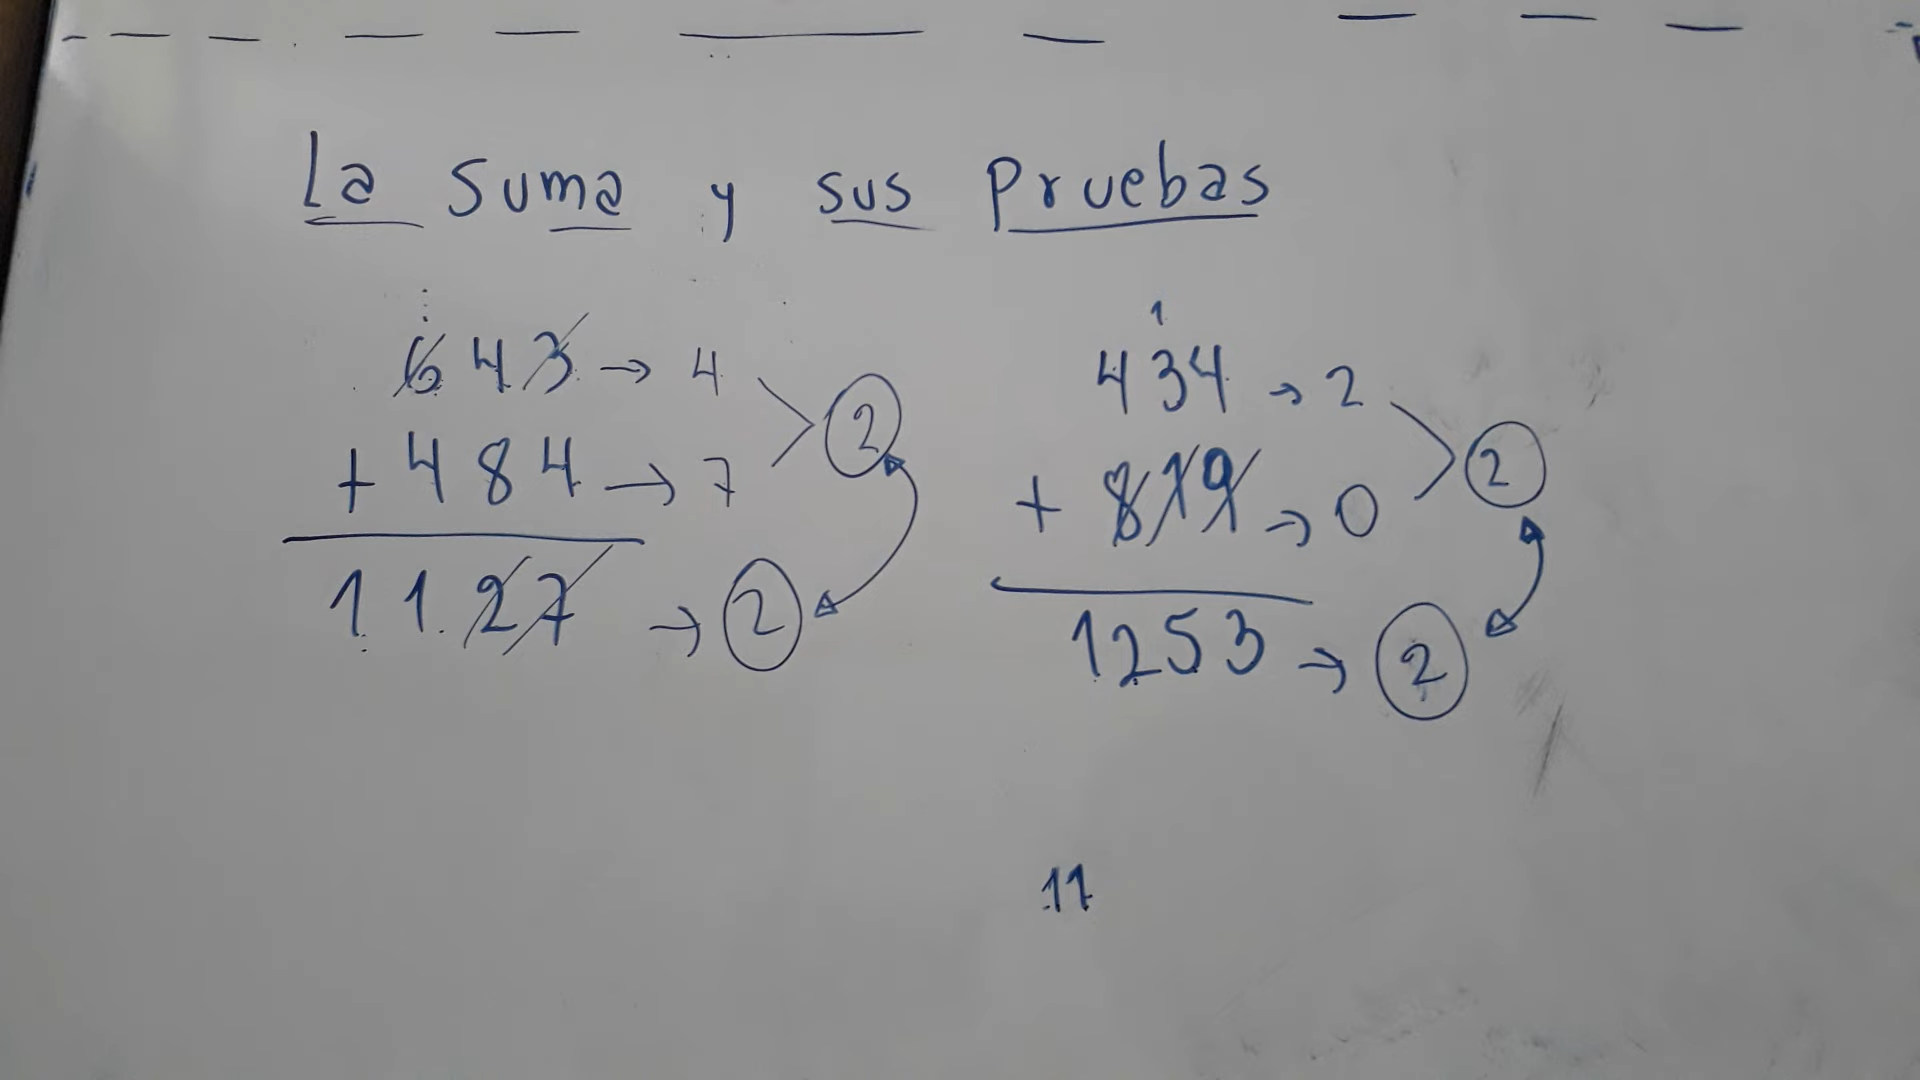 La suma y sus Pruebas
643 → 4
+ 484 → 7
2
1127 → 2
1
434 → 2
+ 819 → 0
2
1253 → 2
11